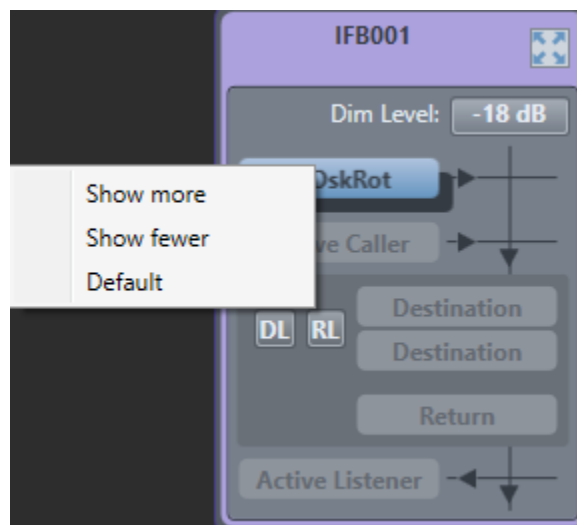 IFB001
Dim Level: -18 dB
Show more
Show fewer
Default
DskRot
Caller
DL RL
Destination
Destination
Return
Active Listener